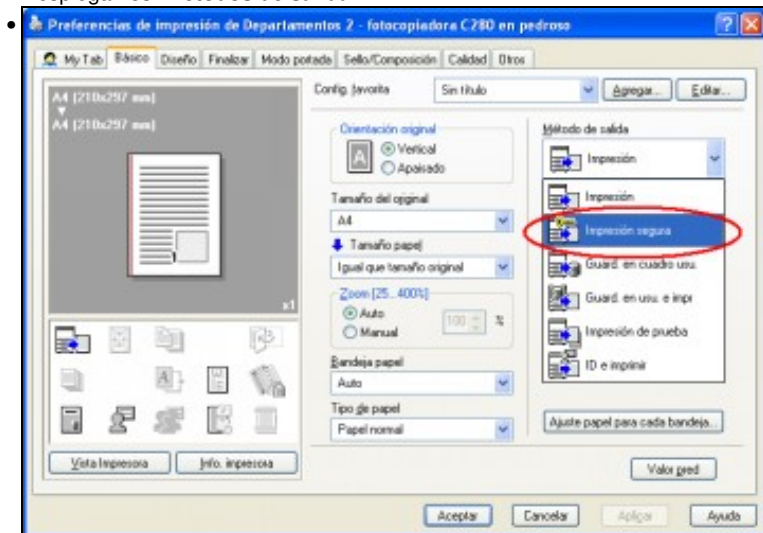 Preferencias de impresión de Departamentos 2 - fotocopiadora C280 en pedroso
My Tab Básico Diseño Finalizar Modo portada Sello/Composición Calidad Otros
A4 [210x297 mm]
A4 [210x297 mm]
x1
Vista Impresora Info. impresora
Config. favorita Sin título Agregar... Editar...
Orientación original
Vertical
Apaisado
Tamaño del original
A4
Tamaño papel
Igual que tamaño original
Zoom [25...400%]
Auto
Manual
100 %
Bandeja papel
Auto
Tipo de papel
Papel normal
Método de salida
Impresión
Impresión
Impresión segura
Guard. en cuadro usu.
Guard. en usu. e impr
Impresión de prueba
ID e imprimir
Ajuste papel para cada bandeja...
Valor pred
Aceptar Cancelar Aplicar Ayuda